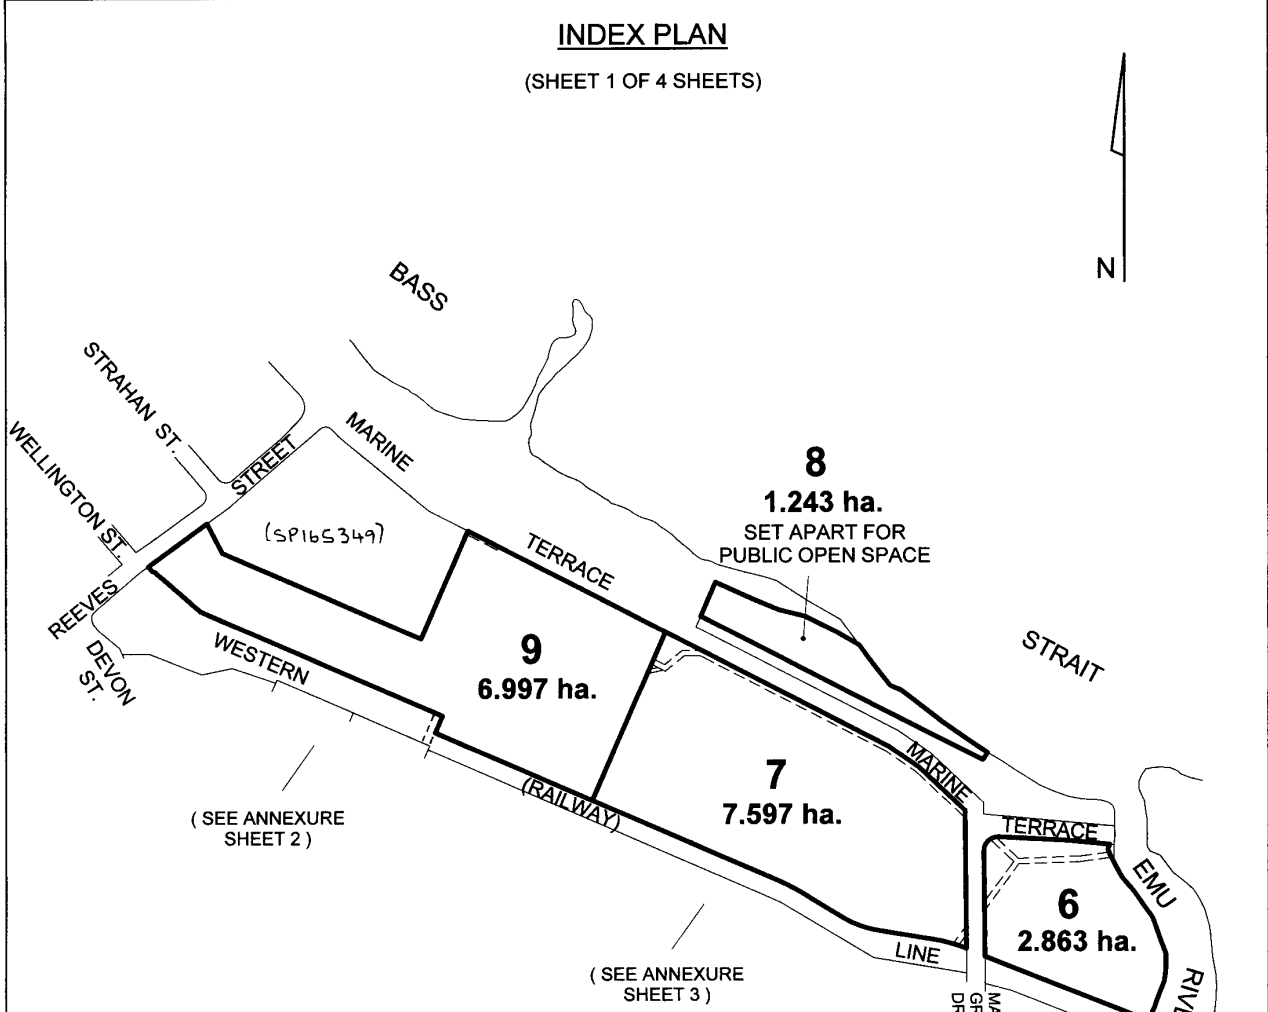 INDEX PLAN
(SHEET 1 OF 4 SHEETS)
N
BASS
STRAHAN ST.
WELLINGTON ST.
STREET
MARINE
(SP165349)
8
1.243 ha.
SET APART FOR
PUBLIC OPEN SPACE
TERRACE
REEVES
DEVON
ST.
WESTERN
9
6.997 ha.
STRAIT
(RAILWAY)
7
7.597 ha.
MARINE
TERRACE
EMU
( SEE ANNEXURE
SHEET 2 )
6
2.863 ha.
LINE
( SEE ANNEXURE
SHEET 3 )